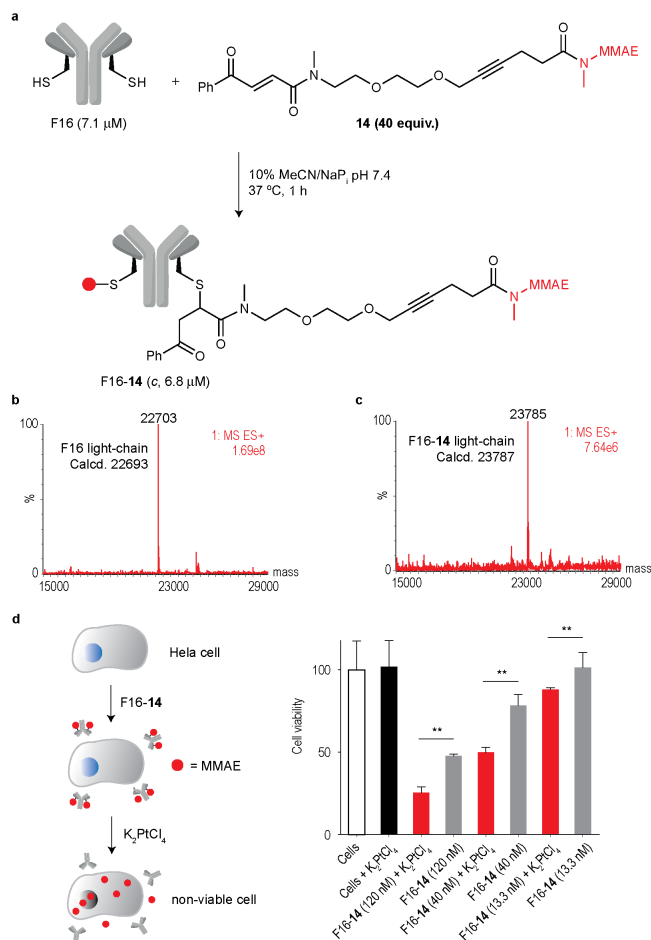 a
HS
SH
+
F16 (7.1 µM)
Ph
O
O
N
O
O
O
N
MMAE
14 (40 equiv.)
10% MeCN/NaPi pH 7.4
37 ºC, 1 h
S
S
N
O
O
O
N
MMAE
O
Ph
O
F16-14 (c, 6.8 µM)
b
100
22703
F16 light-chain
Calcd. 22693
1: MS ES+
1.69e8
%
0
15000
23000
29000
mass
c
100
23785
F16-14 light-chain
Calcd. 23787
1: MS ES+
7.64e6
%
0
15000
23000
29000
mass
d
Hela cell
F16-14
= MMAE
K2PtCl4
non-viable cell
Cell viability
100
50
0
**
**
**
Cells
Cells + K2PtCl4
F16-14 (120 nM) + K2PtCl4
F16-14 (120 nM)
F16-14 (40 nM) + K2PtCl4
F16-14 (40 nM)
F16-14 (13.3 nM) + K2PtCl4
F16-14 (13.3 nM)